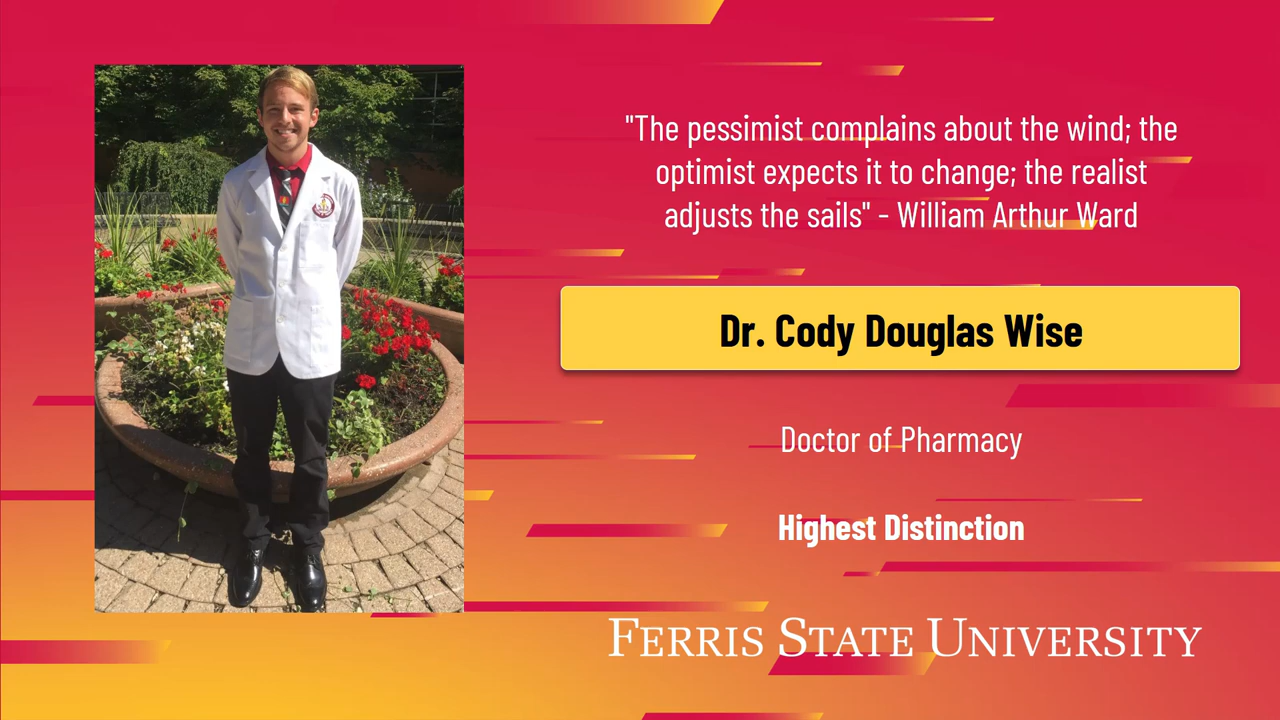 "The pessimist complains about the wind; the
optimist expects it to change; the realist
adjusts the sails" - William Arthur Ward
Dr. Cody Douglas Wise
Doctor of Pharmacy
Highest Distinction
FERRIS STATE UNIVERSITY